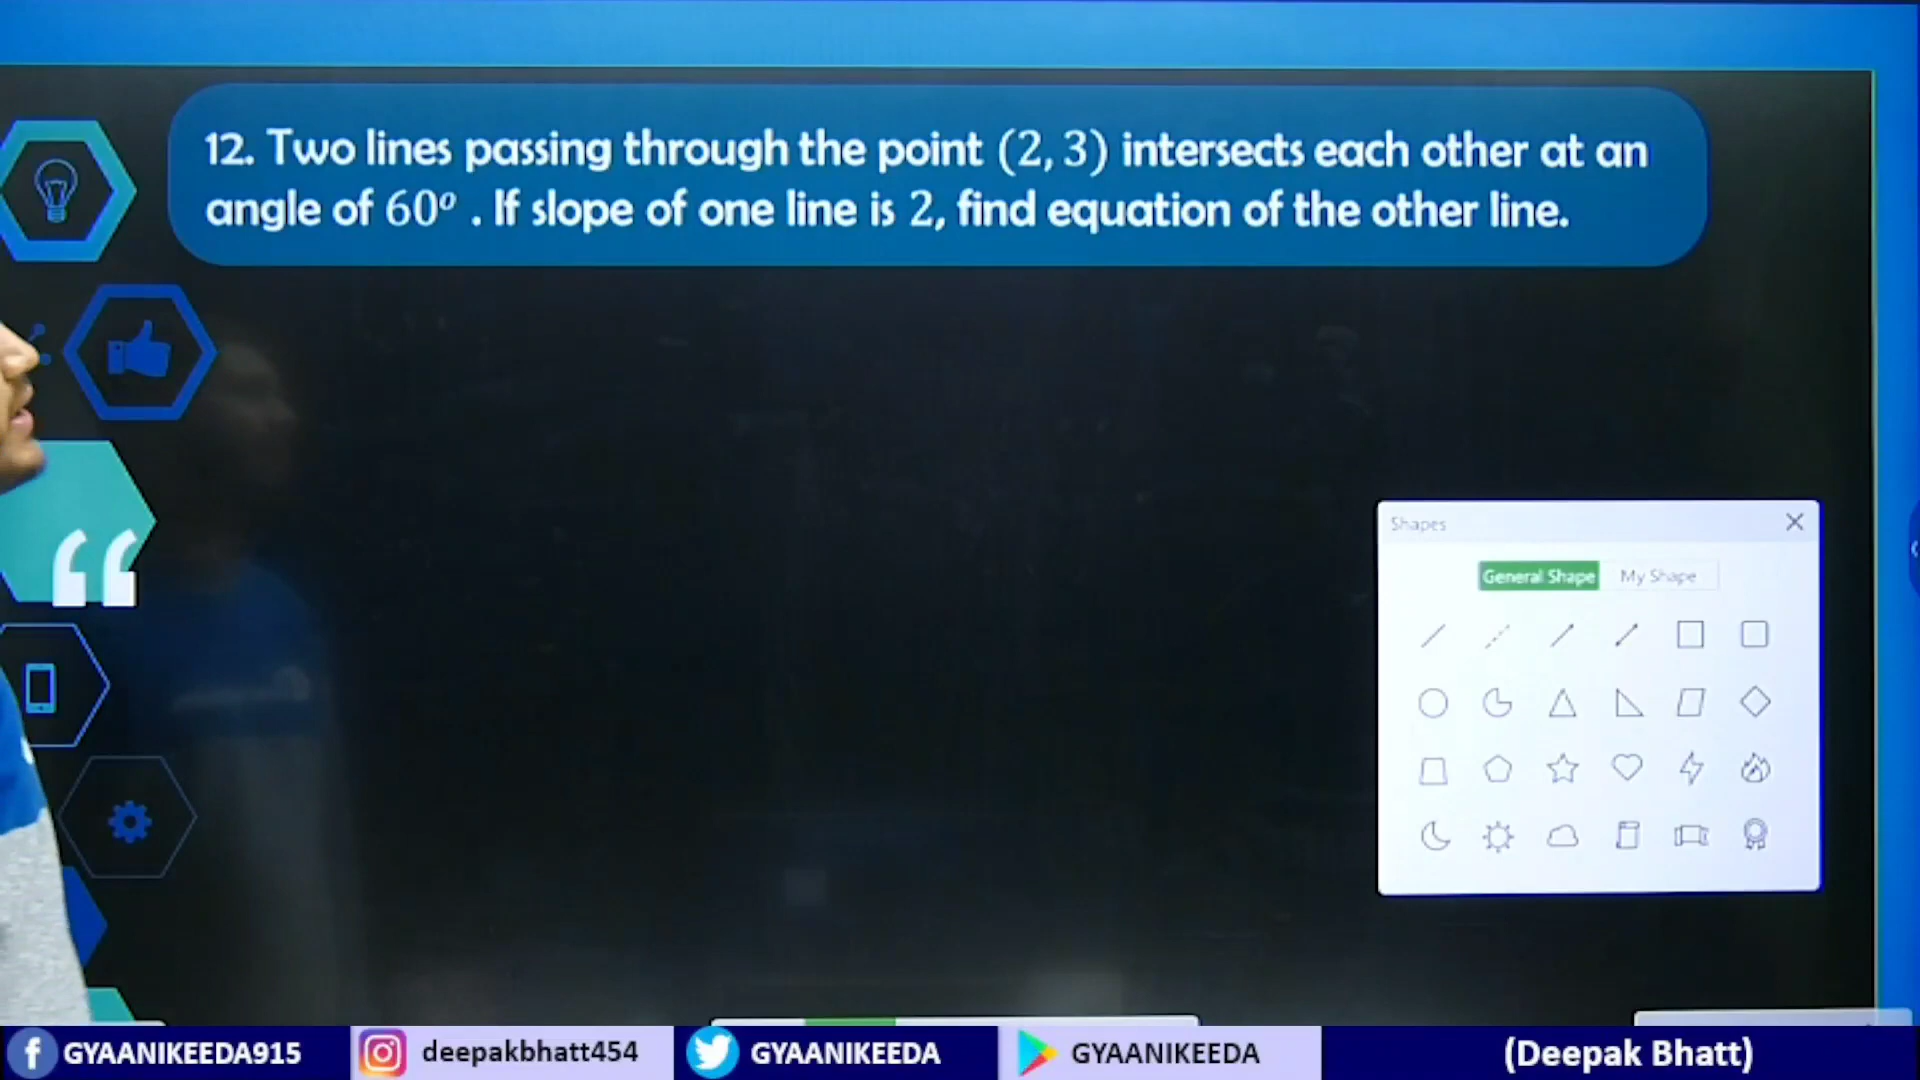 12. Two lines passing through the point (2, 3) intersects each other at an
angle of 60° . If slope of one line is 2, find equation of the other line.
Shapes
General Shape
My Shape
GYAANIKEEDA915
deepakbhatt454
GYAANIKEEDA
GYAANIKEEDA
(Deepak Bhatt)